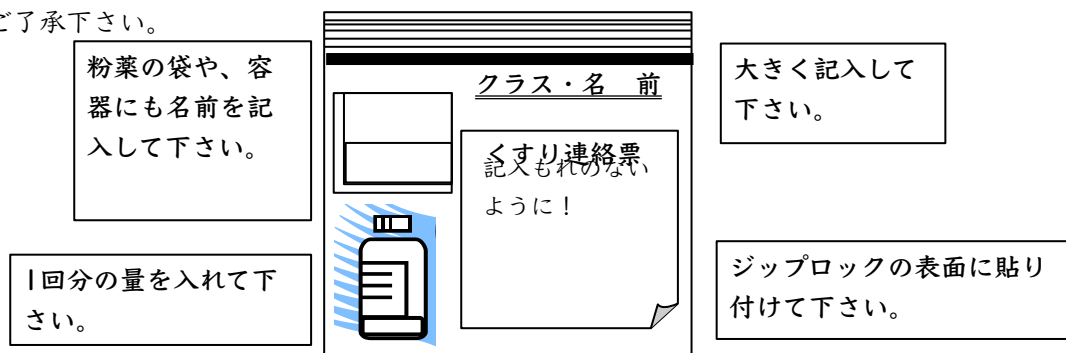 ご了承下さい。
粉薬の袋や、容
器にも名前を記
入して下さい。
クラス・名　前
大きく記入して
下さい。
くすり連絡票
記入もれのない
ように！
1回分の量を入れて下
さい。
ジップロックの表面に貼り
付けて下さい。